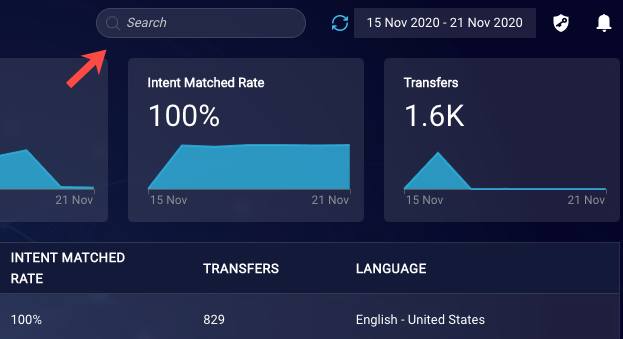 Search
15 Nov 2020 - 21 Nov 2020
Intent Matched Rate
Transfers
100%
1.6K
21 Nov
15 Nov
21 Nov
15 Nov
21 Nov
INTENT MATCHED
RATE
TRANSFERS
LANGUAGE
100%
829
English - United States